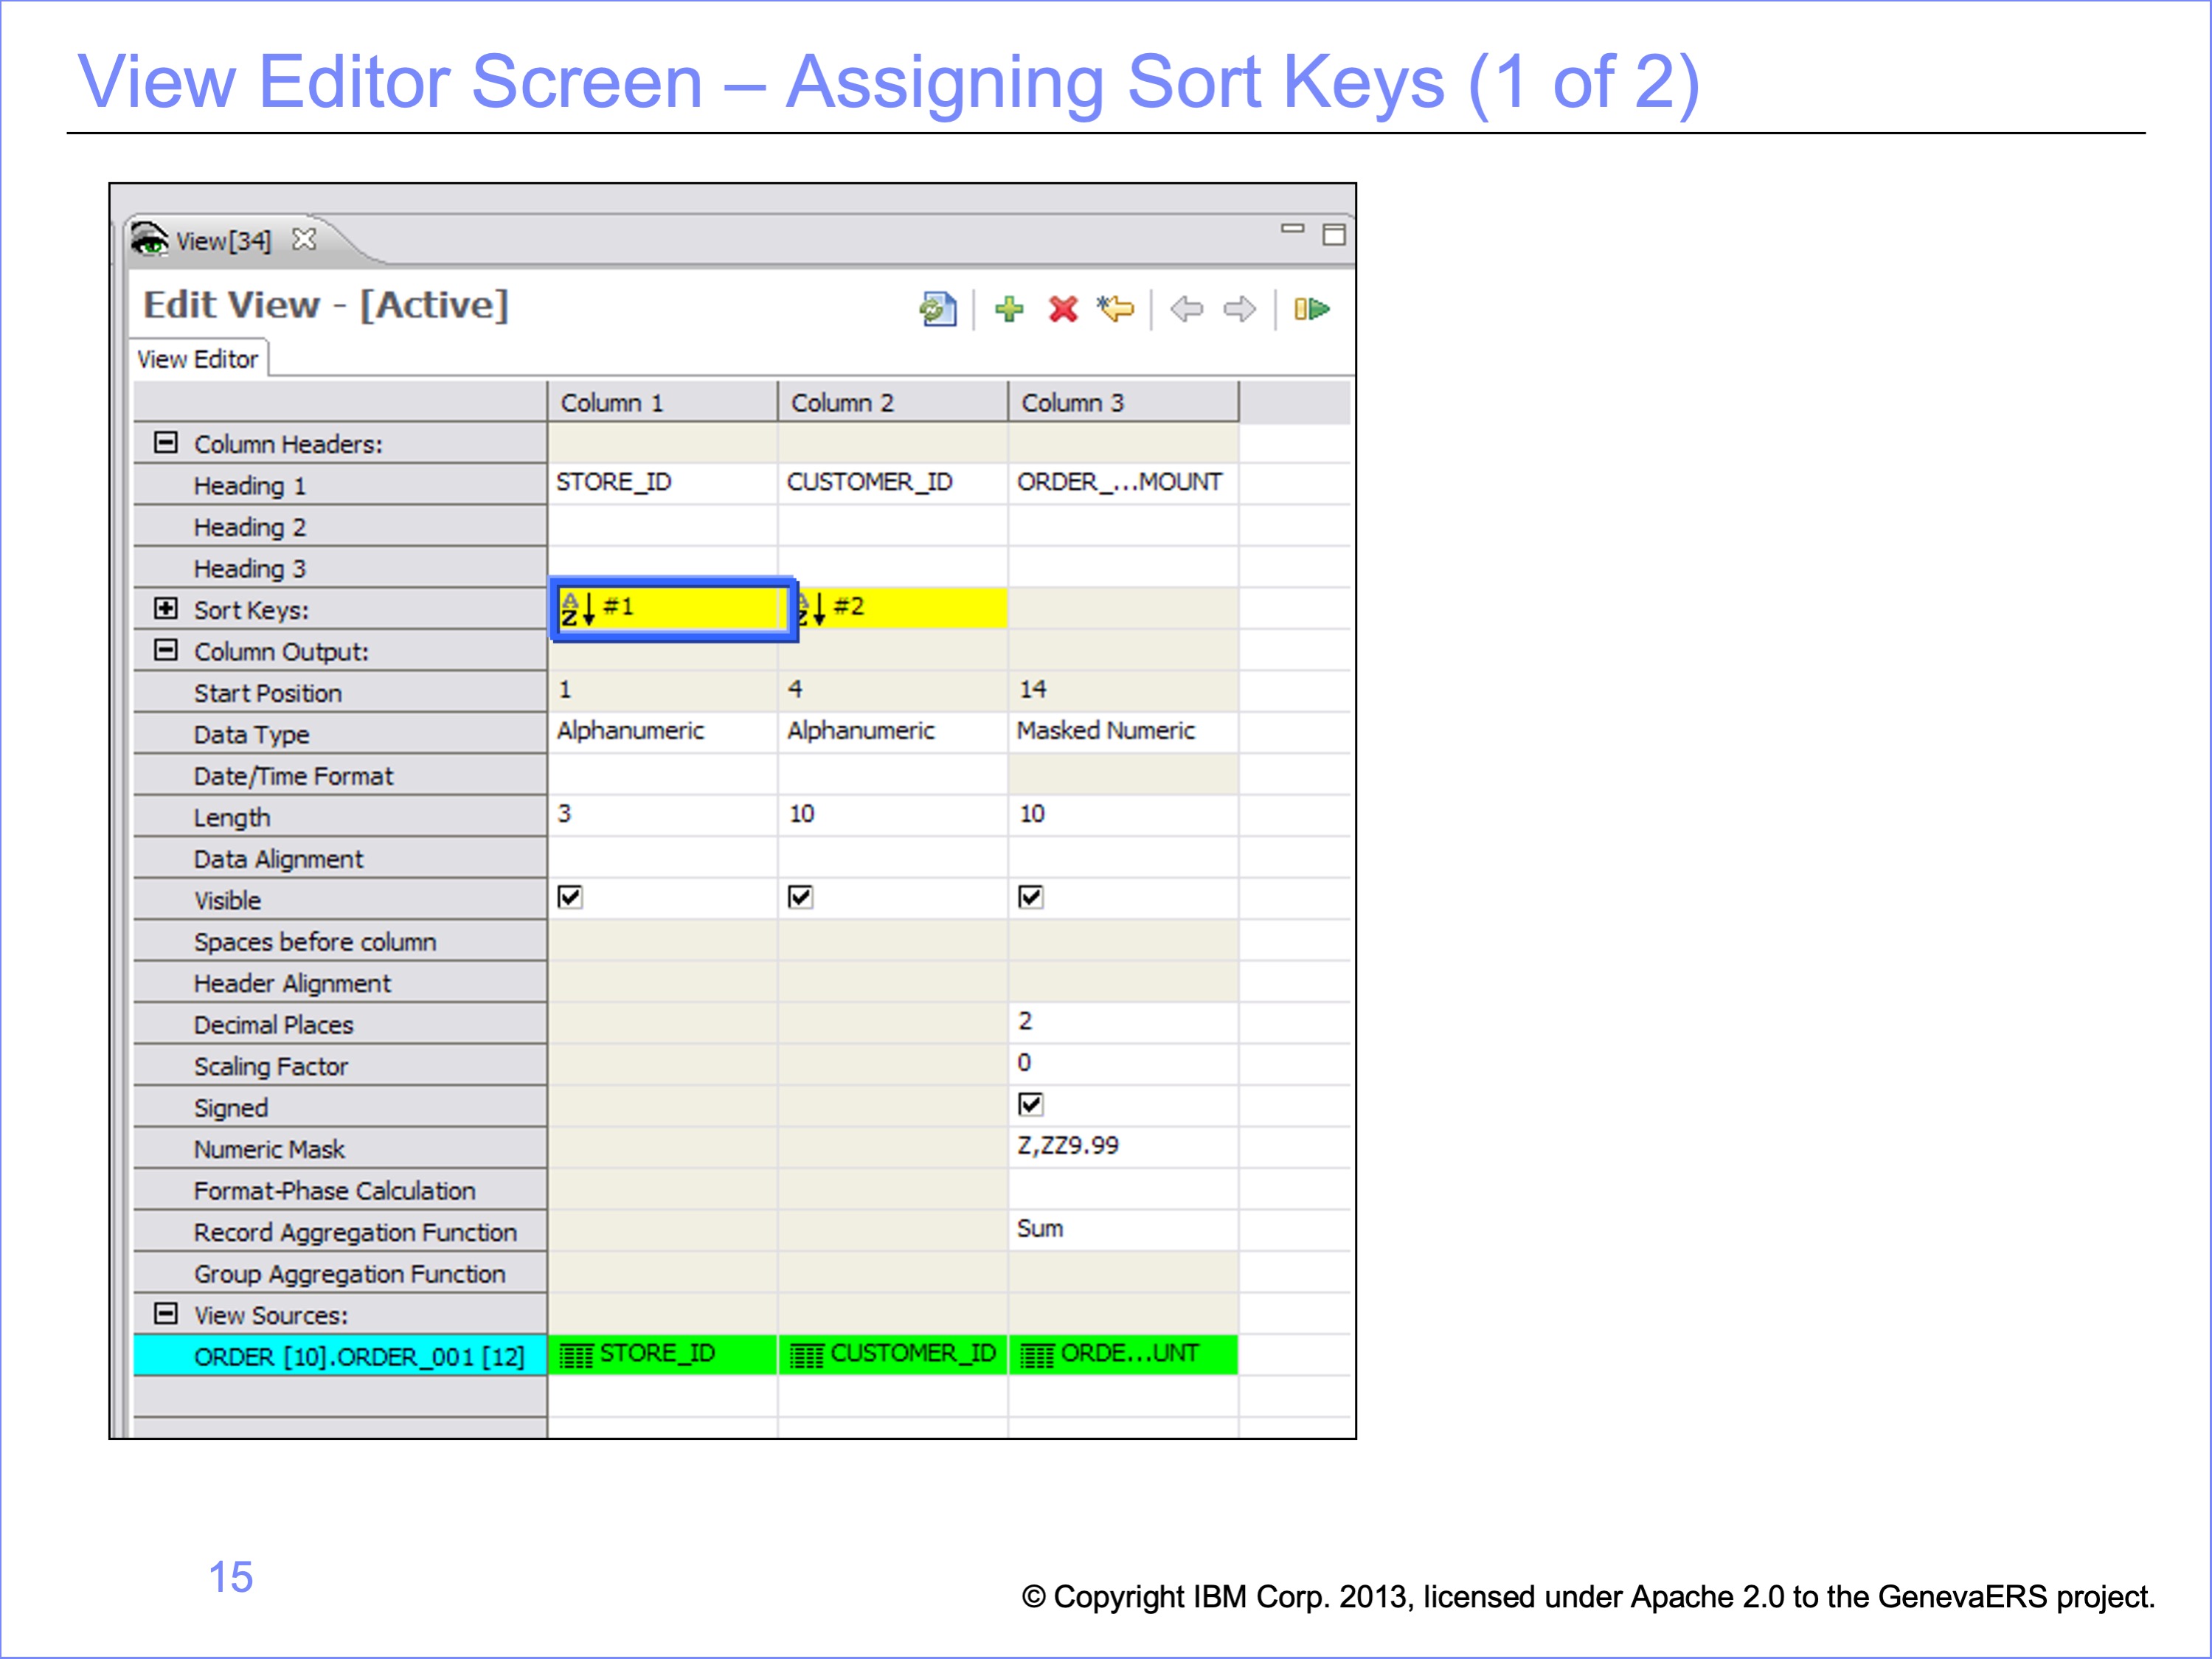 View Editor Screen – Assigning Sort Keys (1 of 2)
View[34]
Edit View - [Active]
View Editor
Column 1 Column 2 Column 3
Column Headers:
Heading 1 STORE_ID CUSTOMER_ID ORDER_...MOUNT
Heading 2
Heading 3
Sort Keys: #1 #2
Column Output:
Start Position 1 4 14
Data Type Alphanumeric Alphanumeric Masked Numeric
Date/Time Format
Length 3 10 10
Data Alignment
Visible
Spaces before column
Header Alignment
Decimal Places 2
Scaling Factor 0
Signed
Numeric Mask Z,ZZ9.99
Format-Phase Calculation
Record Aggregation Function Sum
Group Aggregation Function
View Sources:
ORDER [10].ORDER_001 [12] STORE_ID CUSTOMER_ID ORDE...UNT
15
© Copyright IBM Corp. 2013, licensed under Apache 2.0 to the GenevaERS project.